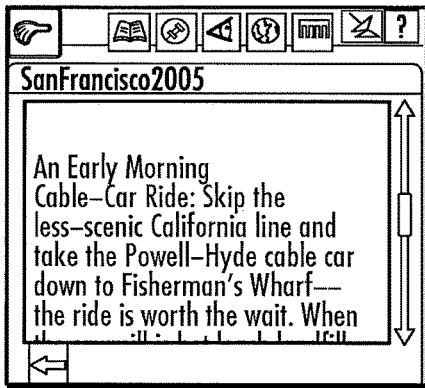 ?
SanFrancisco2005
An Early Morning
Cable–Car Ride: Skip the
less–scenic California line and
take the Powell–Hyde cable car
down to Fisherman's Wharf––
the ride is worth the wait. When